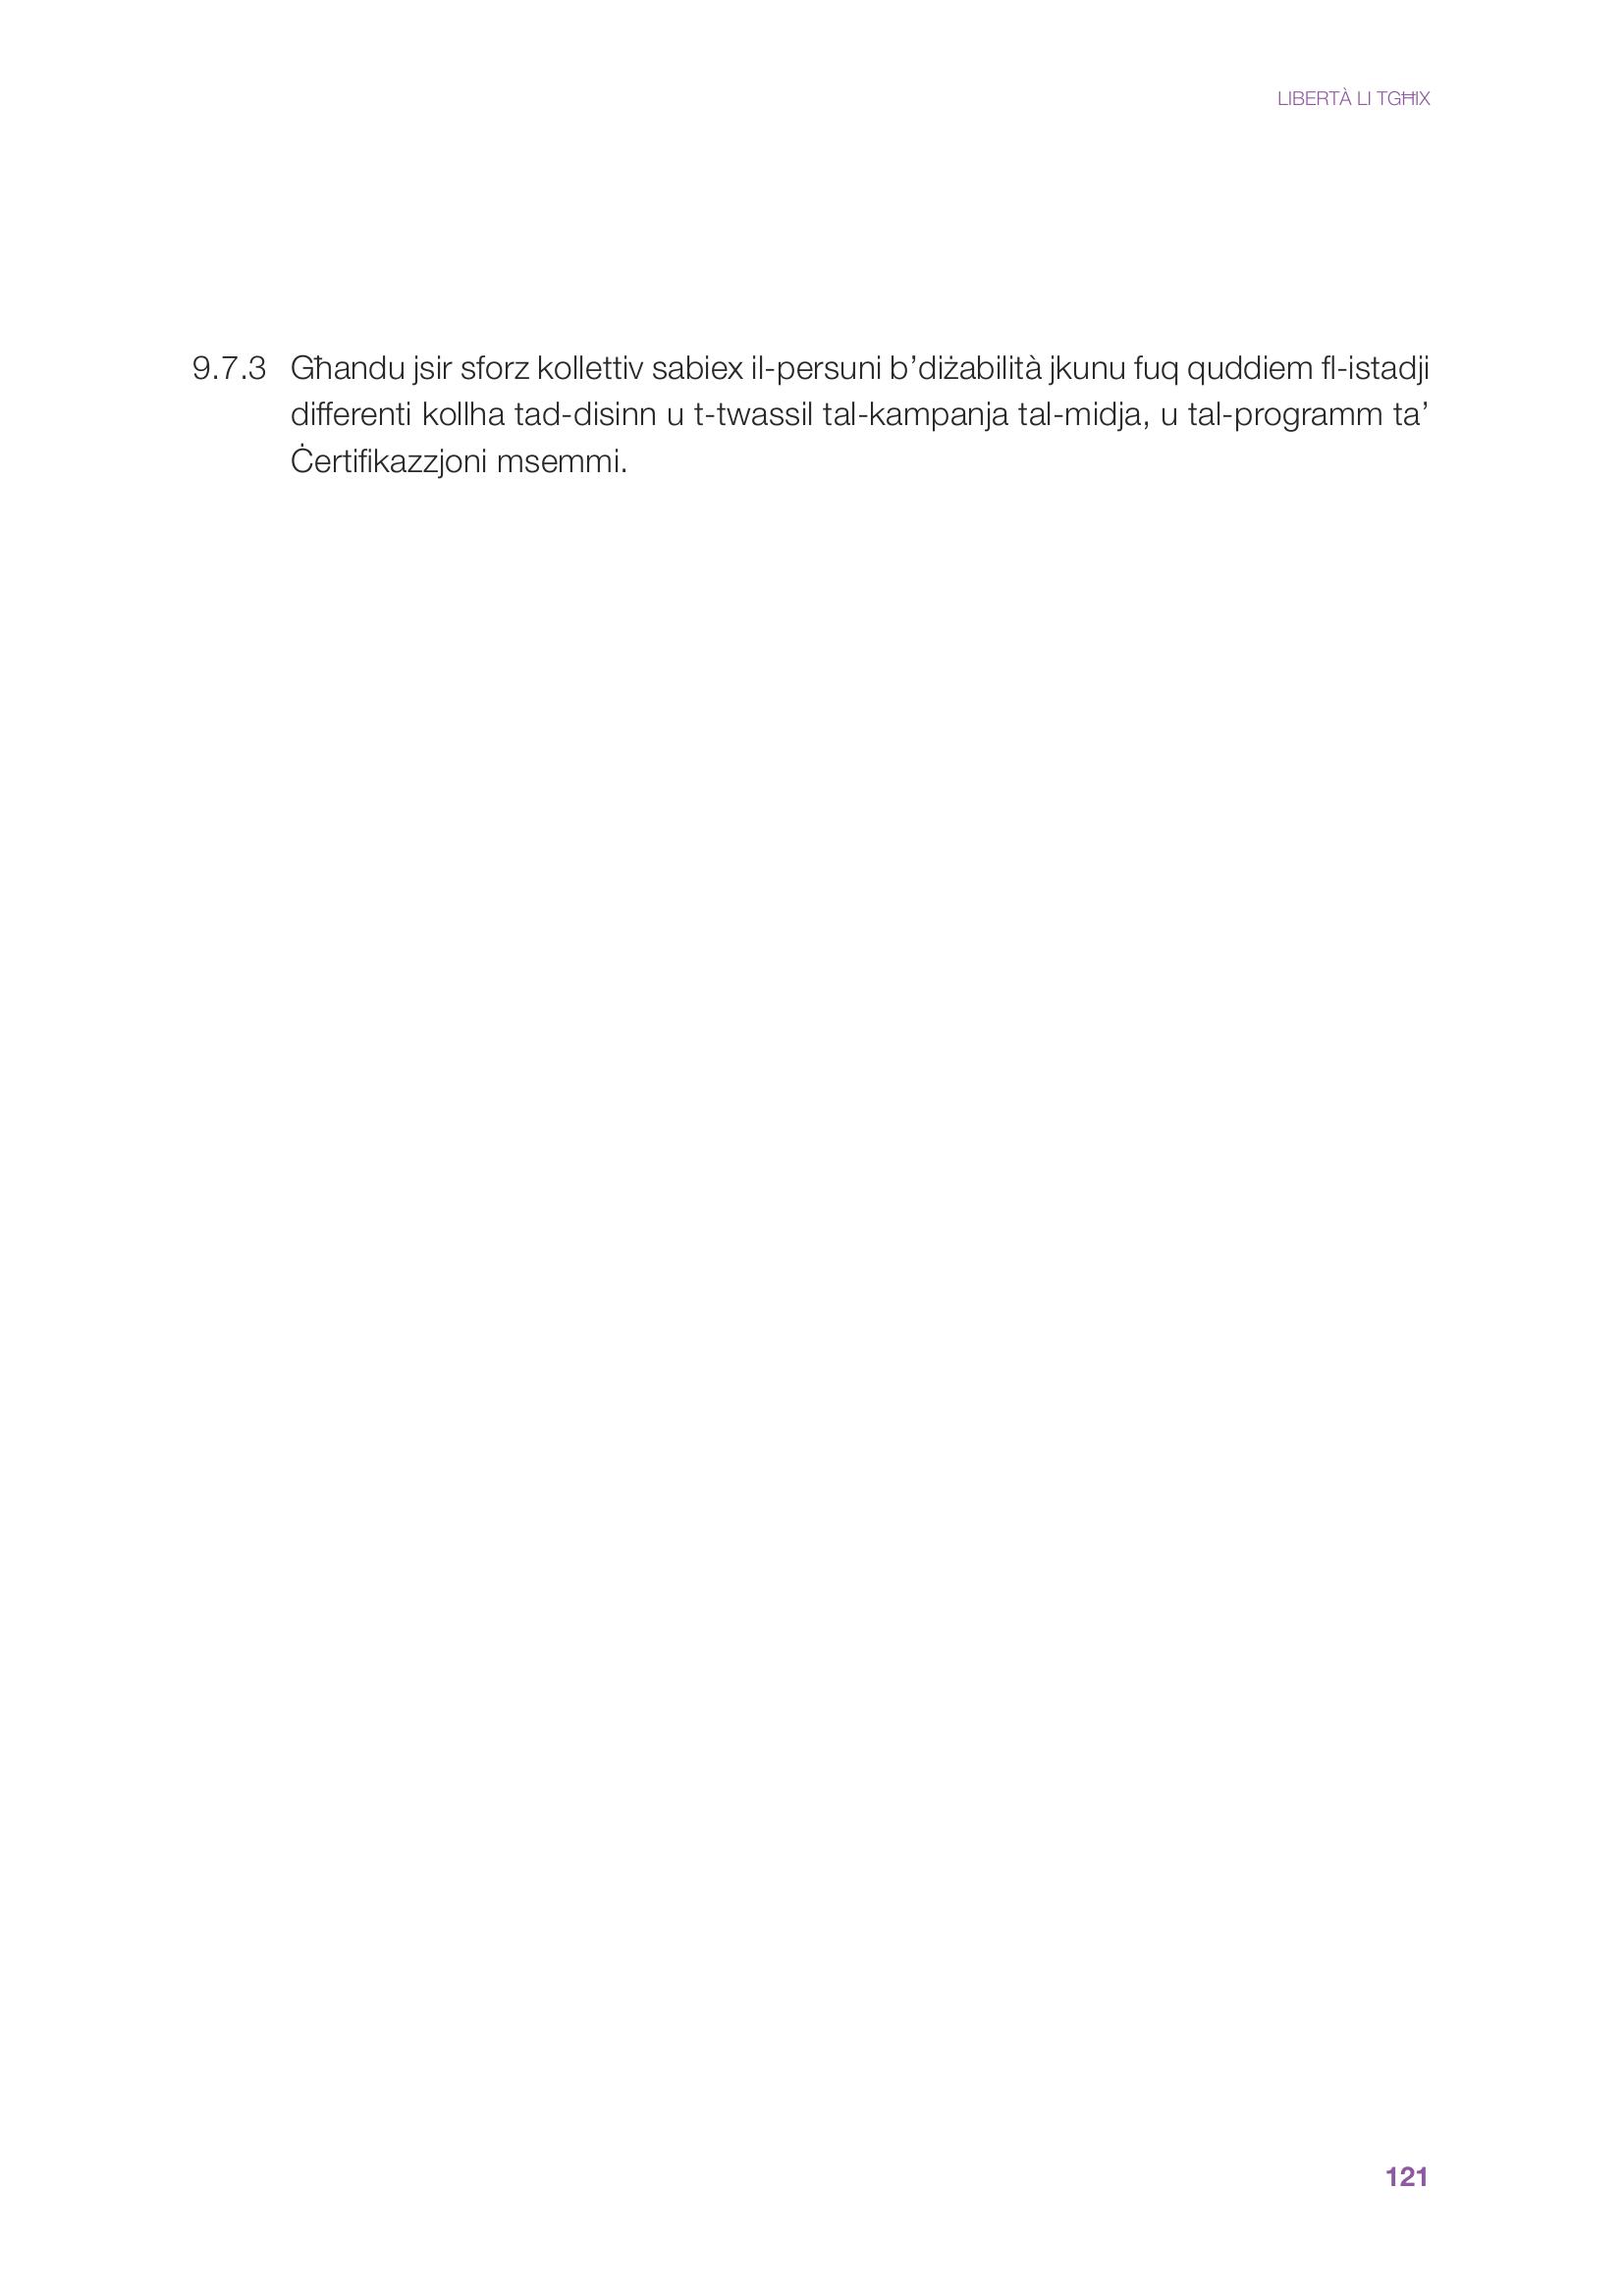 LIBERTÀ LI TGĦIX
9.7.3 Għandu jsir sforz kollettiv sabiex il-persuni b’diżabilità jkunu fuq quddiem fl-istadji
differenti kollha tad-disinn u t-twassil tal-kampanja tal-midja, u tal-programm ta’
Ċertifikazzjoni msemmi.
121